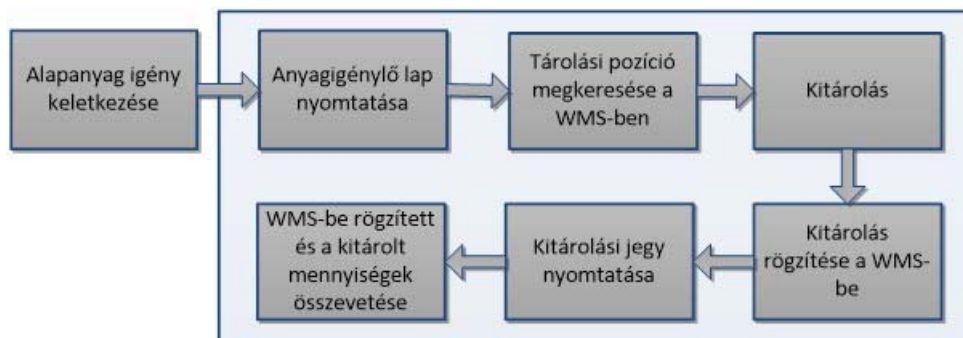 Alapanyag igény
keletkezése
Anyagigénylő lap
nyomtatása
Tárolási pozíció
megkeresése a
WMS-ben
Kitárolás
Kitárolás
rögzítése a WMS-
be
Kitárolási jegy
nyomtatása
WMS-be rögzített
és a kitárolt
mennyiségek
összevetése